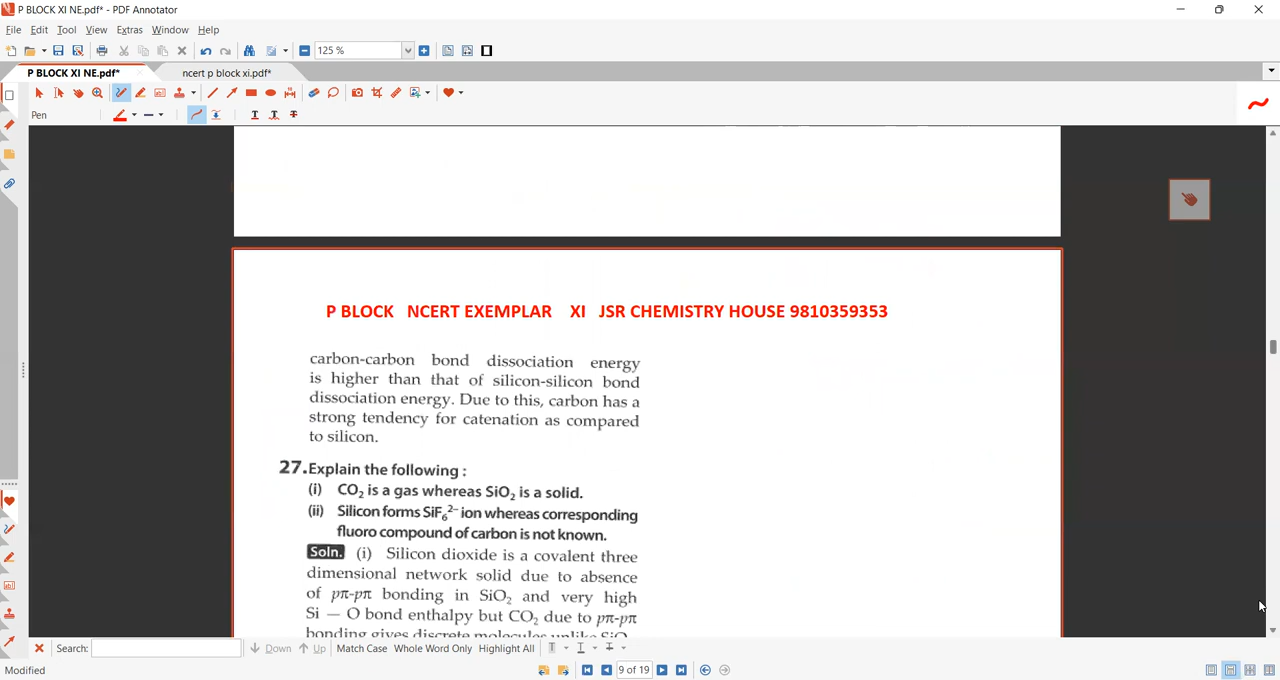 P BLOCK XI NE.pdf* - PDF Annotator
File Edit Tool View Extras Window Help
125 %
P BLOCK XI NE.pdf* ncert p block xi.pdf*
Pen
P BLOCK NCERT EXEMPLAR XI JSR CHEMISTRY HOUSE 9810359353
carbon-carbon bond dissociation energy
is higher than that of silicon-silicon bond
dissociation energy. Due to this, carbon has a
strong tendency for catenation as compared
to silicon.
27. Explain the following :
(i) CO₂ is a gas whereas SiO₂ is a solid.
(ii) Silicon forms SiF₆²⁻ ion whereas corresponding
fluoro compound of carbon is not known.
Soln. (i) Silicon dioxide is a covalent three
dimensional network solid due to absence
of pπ-pπ bonding in SiO₂ and very high
Si — O bond enthalpy but CO₂ due to pπ-pπ
bonding gives discrete molecules unlike SiO₂
Search: Down Up Match Case Whole Word Only Highlight All
Modified 9 of 19